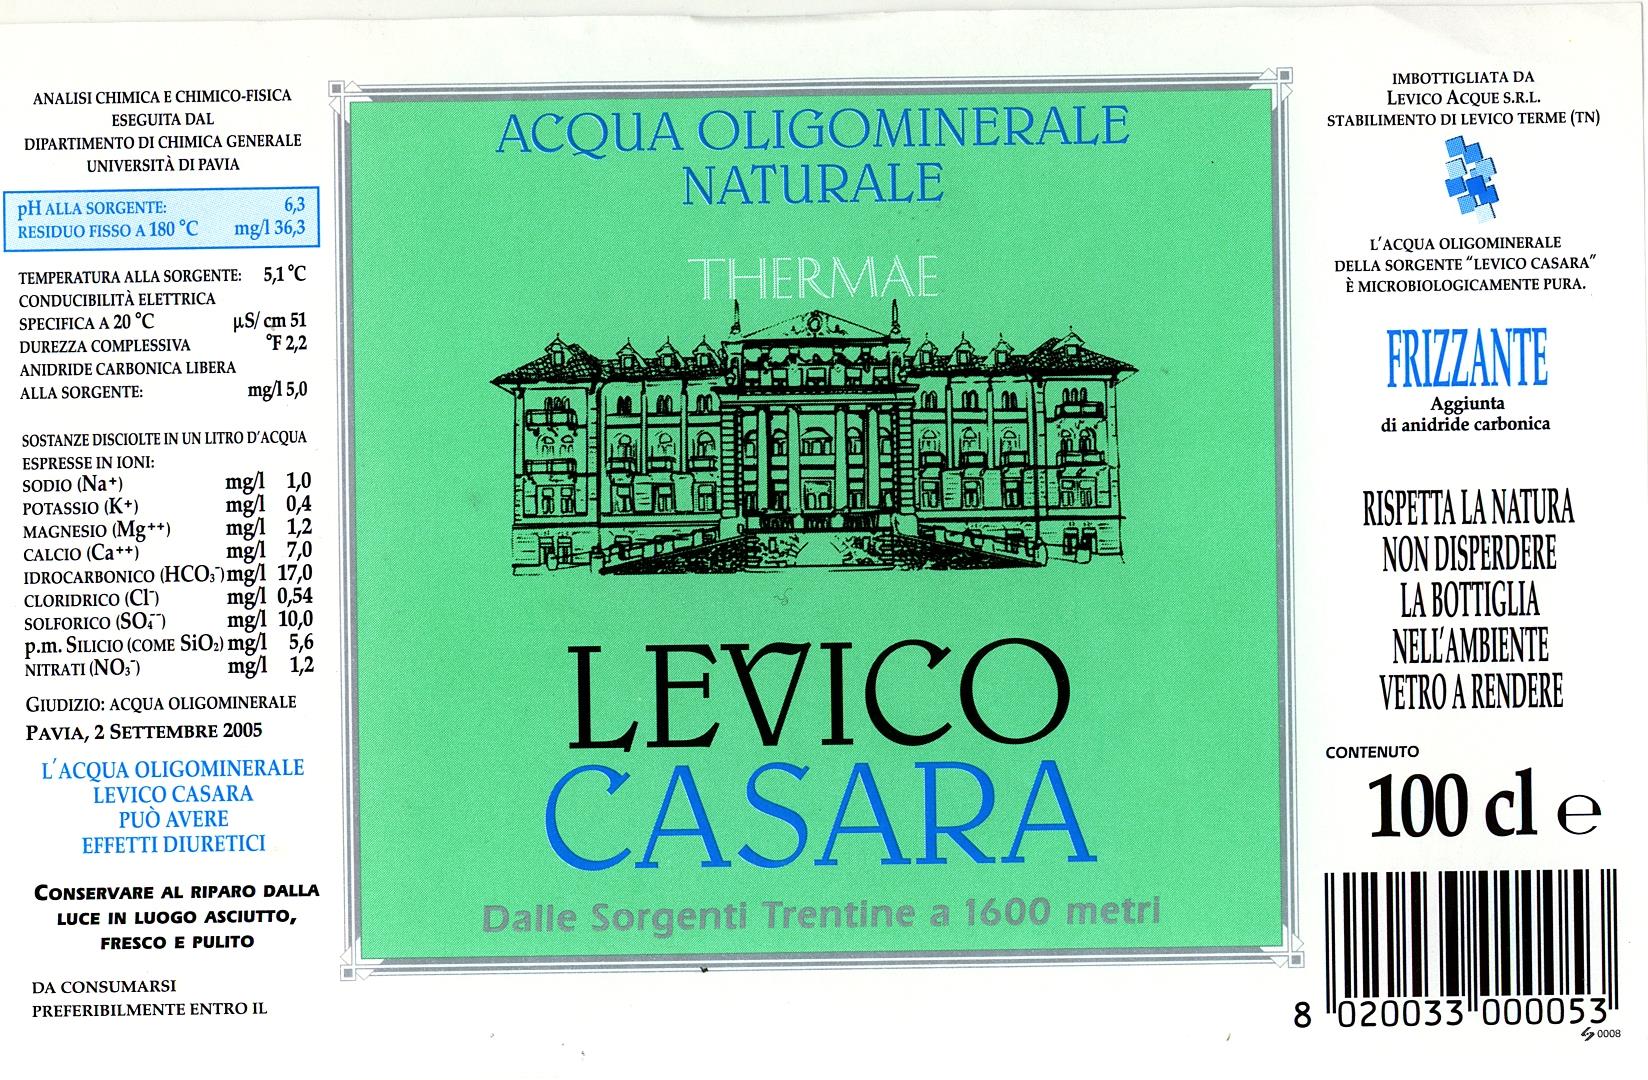 ANALISI CHIMICA E CHIMICO-FISICA
ESEGUITA DAL
DIPARTIMENTO DI CHIMICA GENERALE
UNIVERSITÀ DI PAVIA
pH ALLA SORGENTE: 6,3
RESIDUO FISSO A 180 °C mg/l 36,3
TEMPERATURA ALLA SORGENTE: 5,1 °C
CONDUCIBILITÀ ELETTRICA
SPECIFICA A 20 °C µS/ cm 51
DUREZZA COMPLESSIVA °F 2,2
ANIDRIDE CARBONICA LIBERA
ALLA SORGENTE: mg/l 5,0
SOSTANZE DISCIOLTE IN UN LITRO D'ACQUA
ESPRESSE IN IONI:
SODIO (Na+) mg/l 1,0
POTASSIO (K+) mg/l 0,4
MAGNESIO (Mg++) mg/l 1,2
CALCIO (Ca++) mg/l 7,0
IDROCARBONICO (HCO3-) mg/l 17,0
CLORIDRICO (Cl-) mg/l 0,54
SOLFORICO (SO4--) mg/l 10,0
p.m. SILICIO (COME SiO2) mg/l 5,6
NITRATI (NO3-) mg/l 1,2
GIUDIZIO: ACQUA OLIGOMINERALE
PAVIA, 2 SETTEMBRE 2005
L'ACQUA OLIGOMINERALE
LEVICO CASARA
PUÒ AVERE
EFFETTI DIURETICI
CONSERVARE AL RIPARO DALLA
LUCE IN LUOGO ASCIUTTO,
FRESCO E PULITO
DA CONSUMARSI
PREFERIBILMENTE ENTRO IL
ACQUA OLIGOMINERALE
NATURALE
THERMAE
LEVICO
CASARA
Dalle Sorgenti Trentine a 1600 metri
IMBOTTIGLIATA DA
LEVICO ACQUE S.R.L.
STABILIMENTO DI LEVICO TERME (TN)
L'ACQUA OLIGOMINERALE
DELLA SORGENTE "LEVICO CASARA"
È MICROBIOLOGICAMENTE PURA.
FRIZZANTE
Aggiunta
di anidride carbonica
RISPETTA LA NATURA
NON DISPERDERE
LA BOTTIGLIA
NELL'AMBIENTE
VETRO A RENDERE
CONTENUTO
100 cl e
8 020033 000053
0008